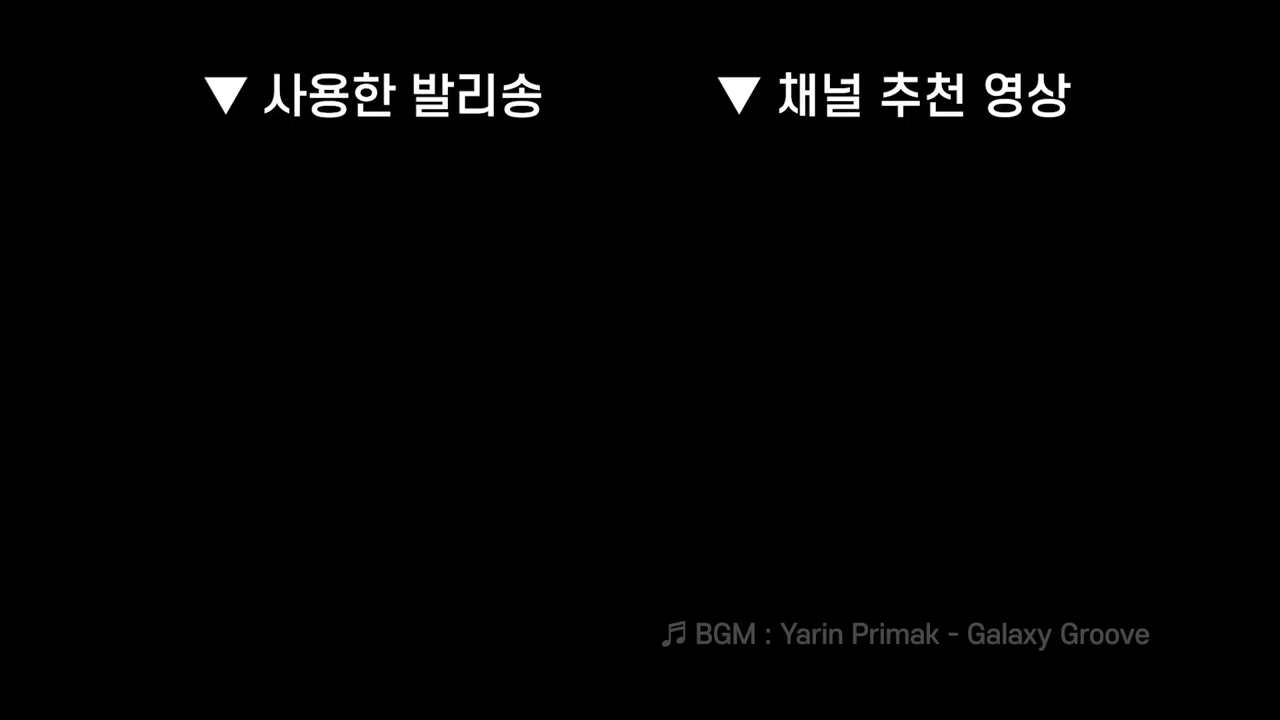 ▼ 사용한 발리송
▼ 채널 추천 영상
♬ BGM : Yarin Primak - Galaxy Groove